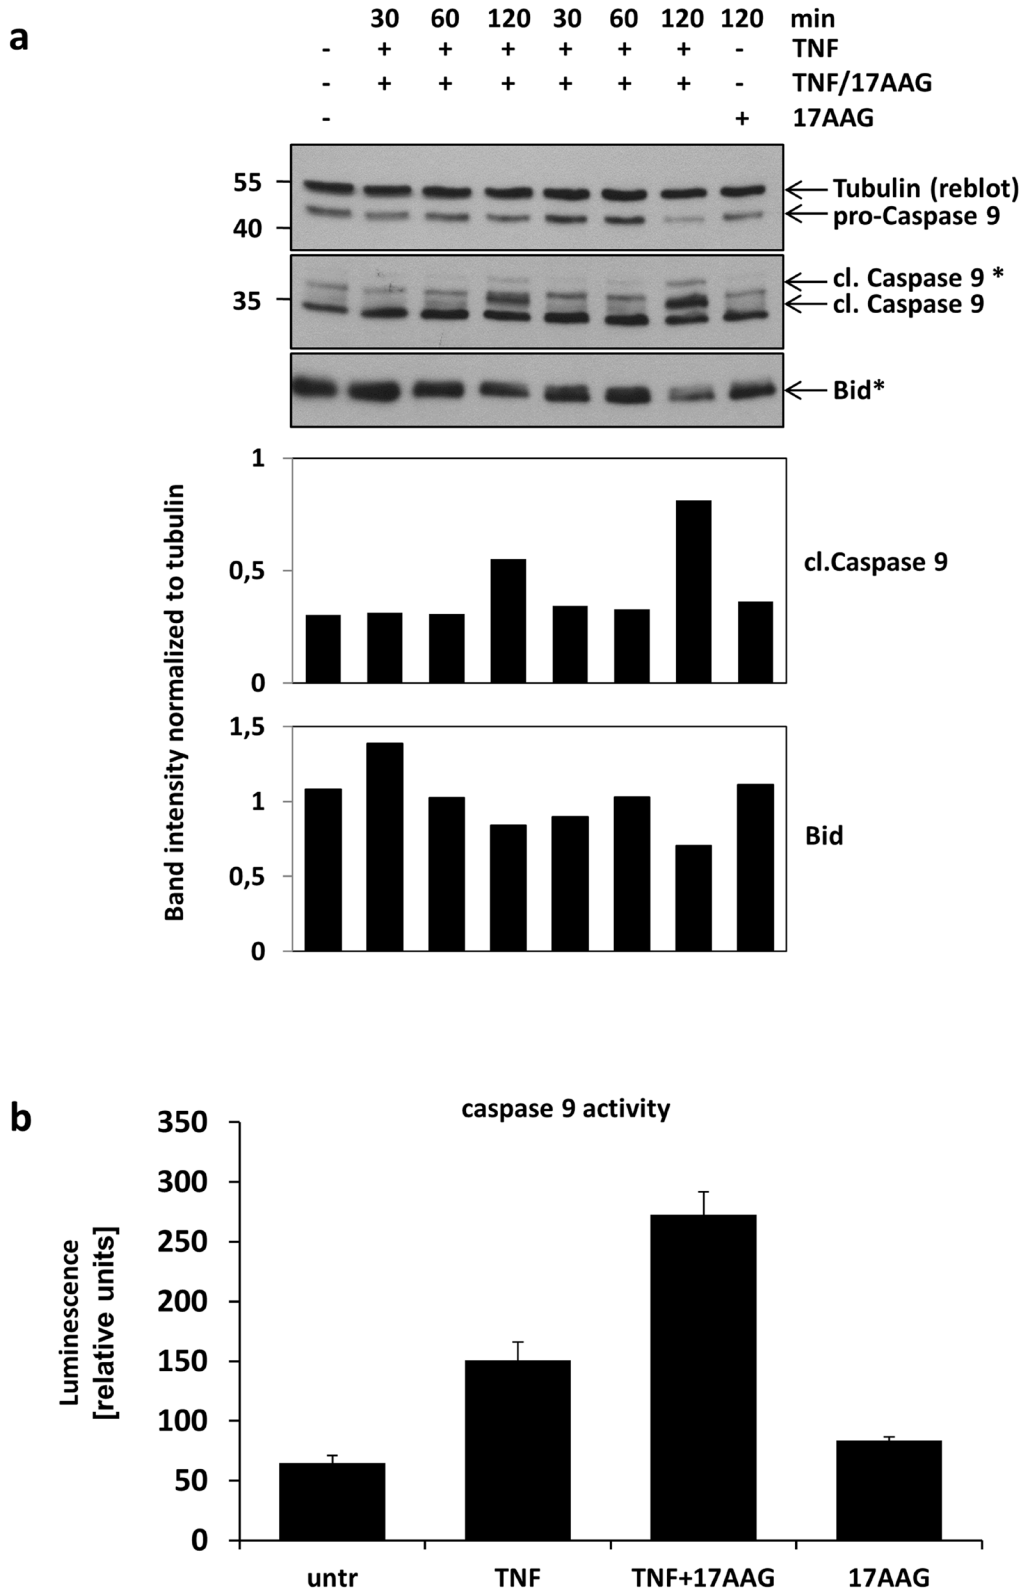 a
30 60 120 30 60 120 120 min
- + + + + + + - TNF
- + + + + + + - TNF/17AAG
- + 17AAG
55
40
Tubulin (reblot)
pro-Caspase 9
35
cl. Caspase 9 *
cl. Caspase 9
Bid*
Band intensity normalized to tubulin
1
0,5
0
cl.Caspase 9
1,5
1
0,5
0
Bid
b
caspase 9 activity
Luminescence
[relative units]
350
300
250
200
150
100
50
0
untr TNF TNF+17AAG 17AAG